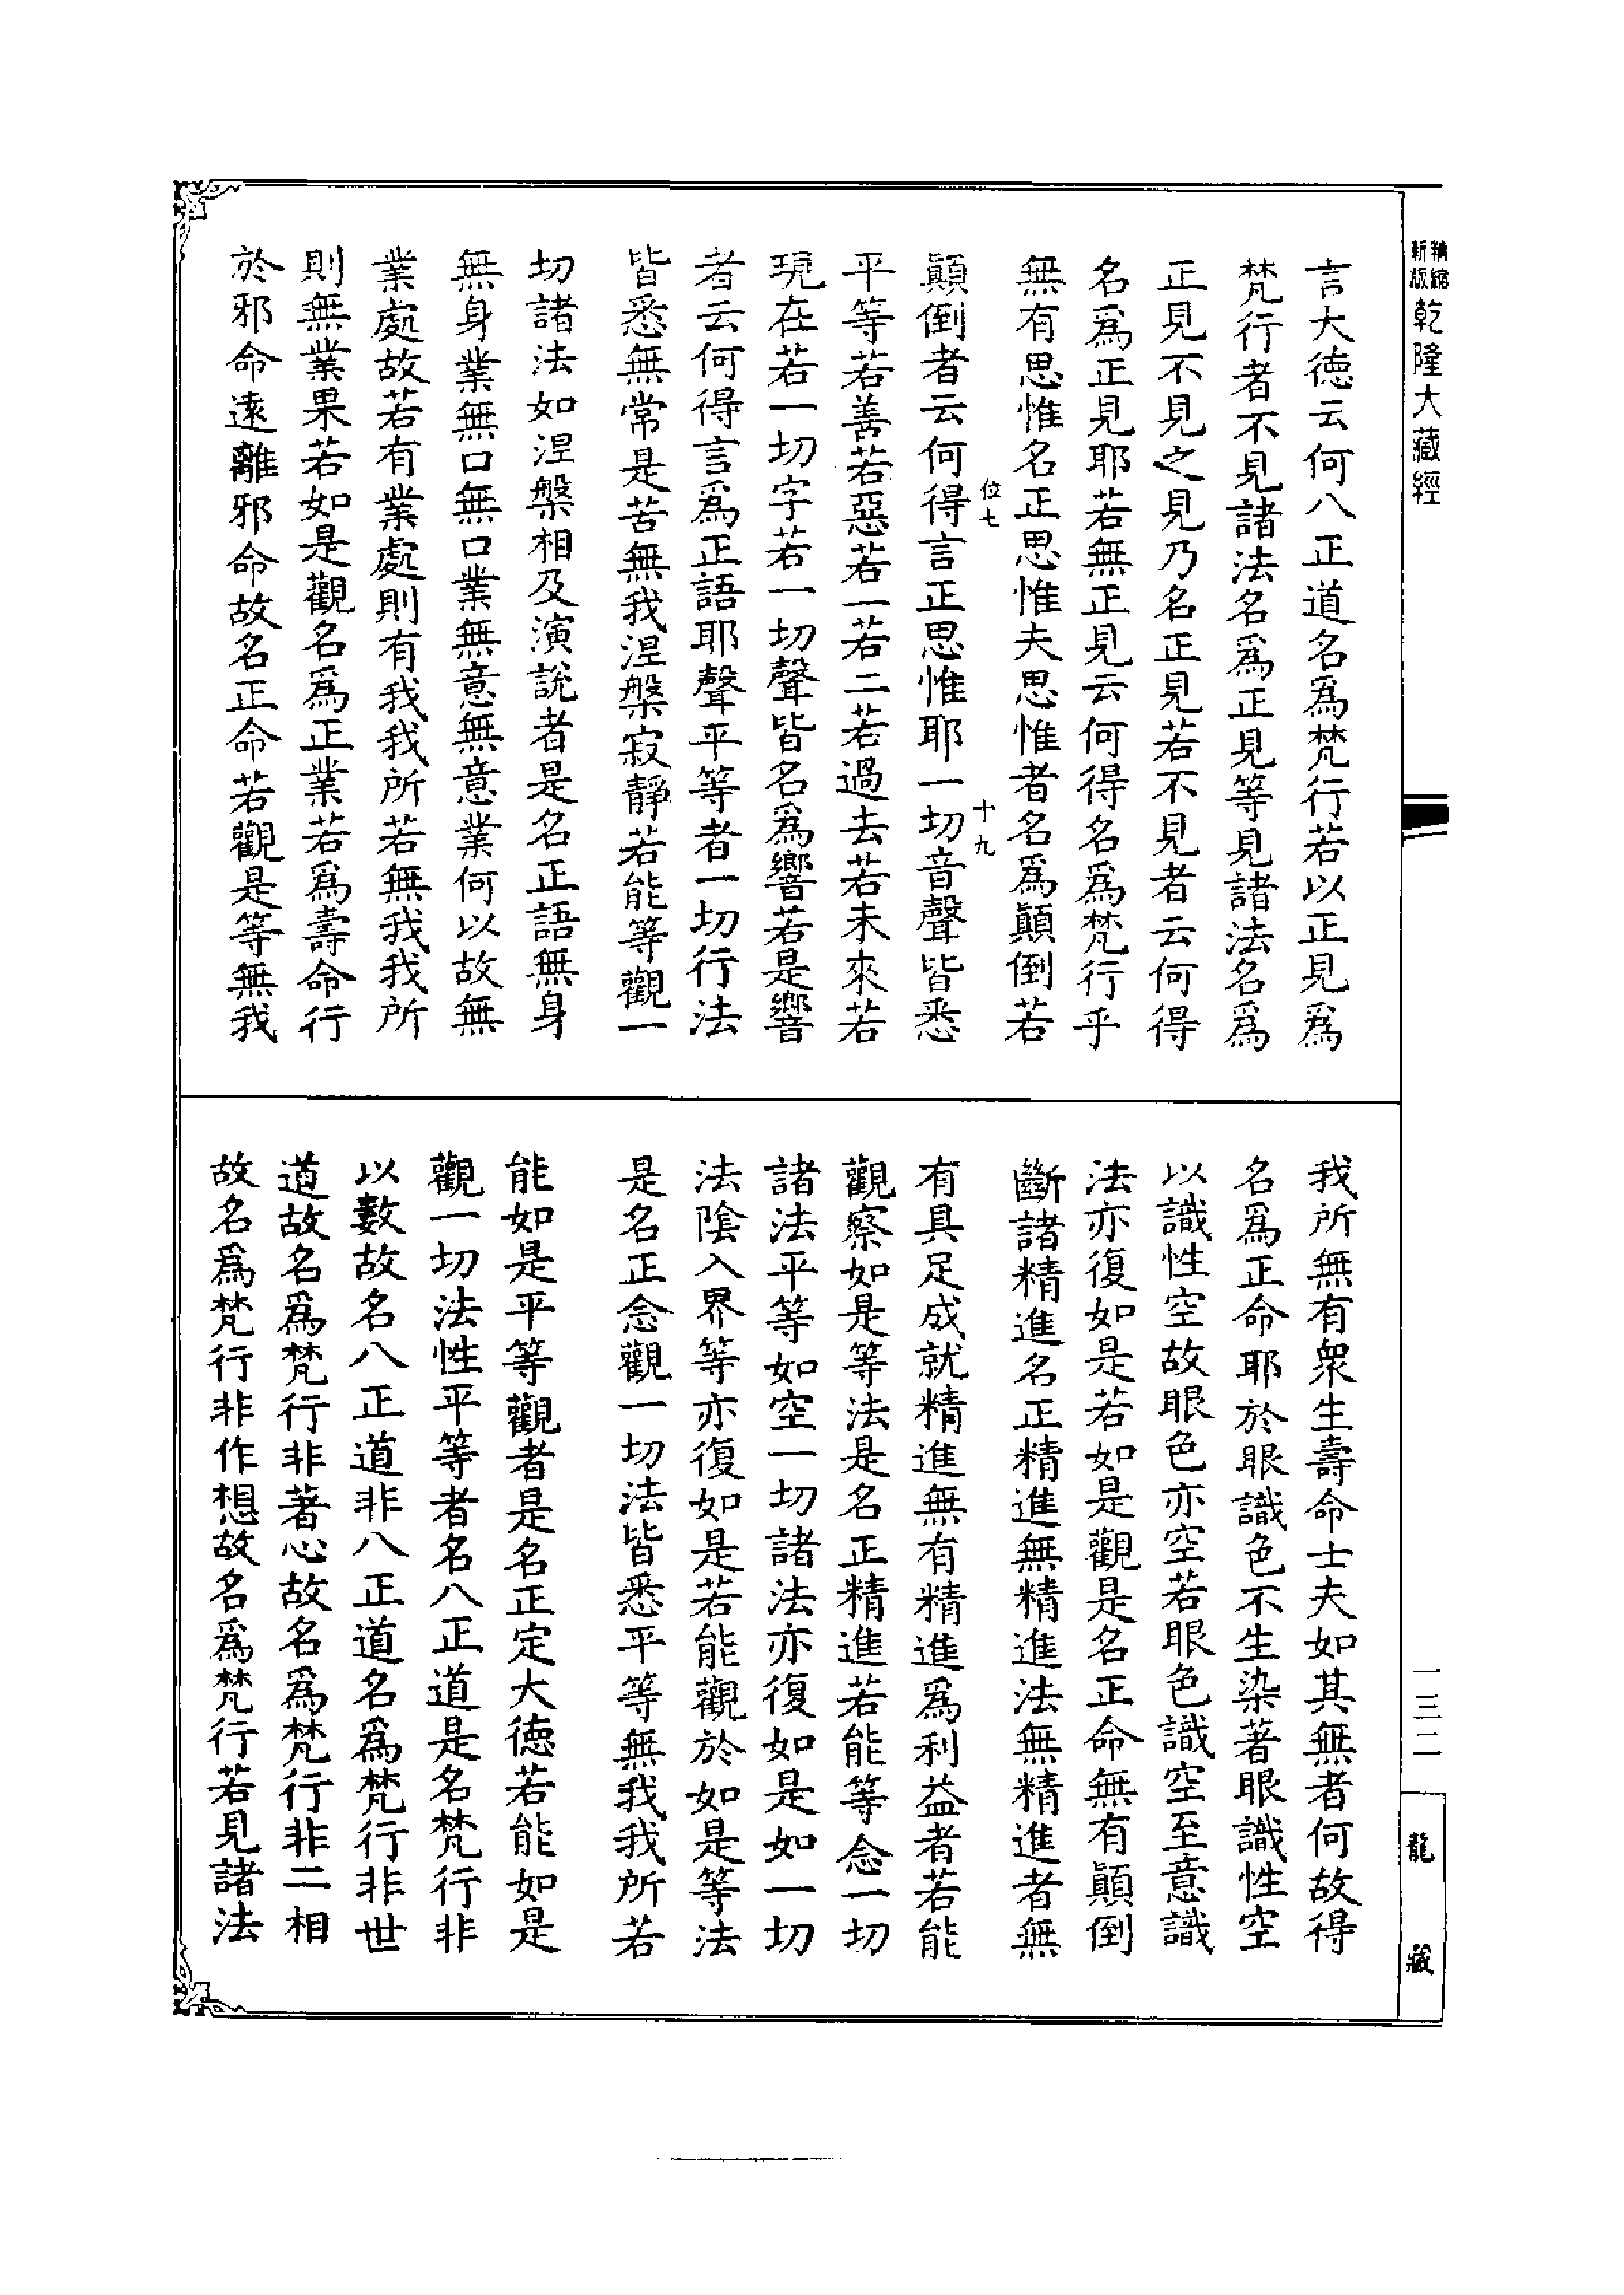 精縮新版乾隆大藏經
言大德云何八正道名爲梵行若以正見爲
梵行者不見諸法名爲正見等見諸法名爲
正見不見之見乃名正見若不見者云何得
名爲正見耶若無正見云何得名爲梵行乎
無有思惟名正思惟夫思惟者名爲顛倒若
位七 十九
顛倒者云何得言正思惟耶一切音聲皆悉
平等若善若惡若一若二若過去若未來若
現在若一切字若一切聲皆名爲響若是響
者云何得言爲正語耶聲平等者一切行法
皆悉無常是苦無我涅槃寂靜若能等觀一
切諸法如涅槃相及演說者是名正語無身
無身業無口無口業無意無意業何以故無
業處故若有業處則有我我所若無我我所
則無業果若如是觀名爲正業若爲壽命行
於邪命遠離邪命故名正命若觀是等無我
我所無有衆生壽命士夫如其無者何故得
名爲正命耶於眼識色不生染著眼識性空
以識性空故眼色亦空若眼色識空至意識
法亦復如是若如是觀是名正命無有顛倒
斷諸精進名正精進無精進法無精進者無
有具足成就精進無有精進爲利益者若能
觀察如是等法是名正精進若能等念一切
諸法平等如空一切諸法亦復如是如一切
法陰入界等亦復如是若能觀於如是等法
是名正念觀一切法皆悉平等無我我所若
能如是平等觀者是名正定大德若能如是
觀一切法性平等者名八正道是名梵行非
以數故名八正道非八正道名爲梵行非世
道故名爲梵行非著心故名爲梵行非二相
故名爲梵行非作想故名爲梵行若見諸法
一三二
龍藏